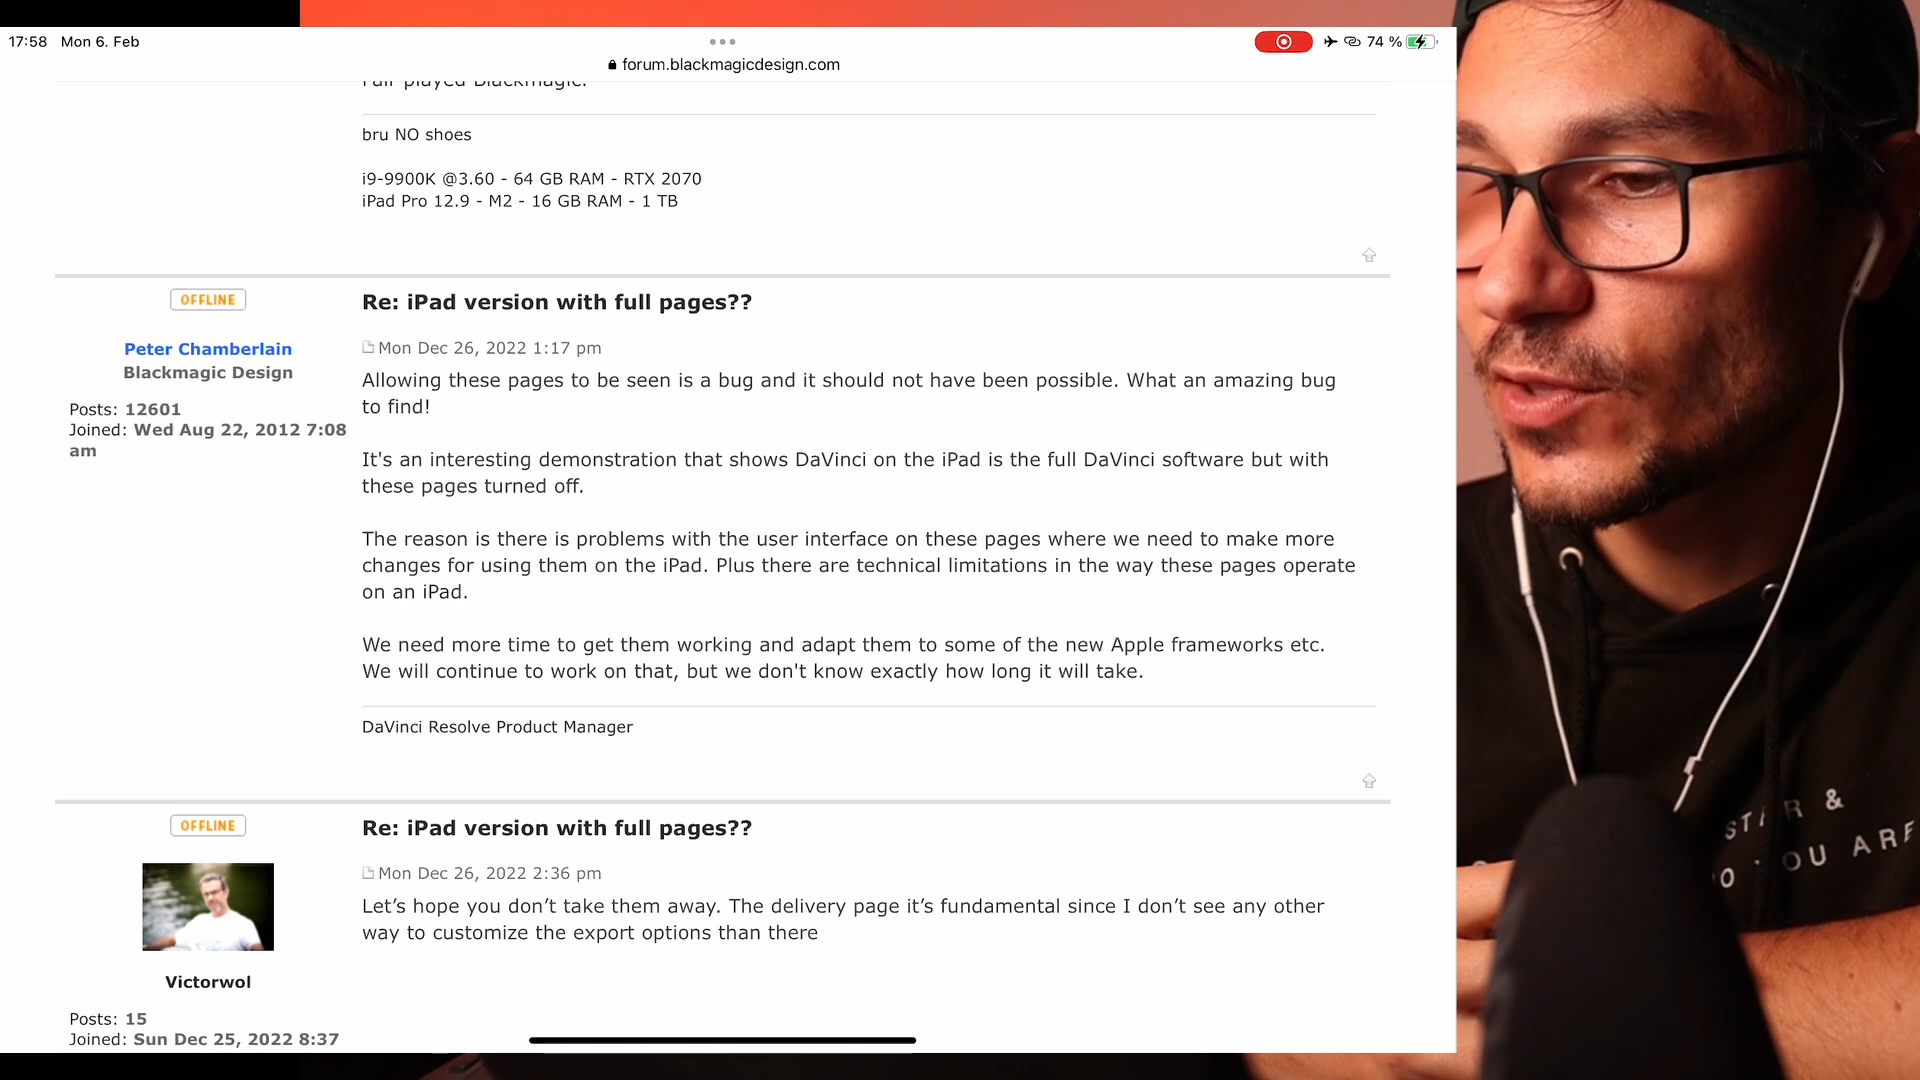 17:58 Mon 6. Feb
74 %
forum.blackmagicdesign.com
Fair played Blackmagic.
bru NO shoes
i9-9900K @3.60 - 64 GB RAM - RTX 2070
iPad Pro 12.9 - M2 - 16 GB RAM - 1 TB
OFFLINE
Peter Chamberlain
Blackmagic Design
Posts: 12601
Joined: Wed Aug 22, 2012 7:08
am
Re: iPad version with full pages??
Mon Dec 26, 2022 1:17 pm
Allowing these pages to be seen is a bug and it should not have been possible. What an amazing bug
to find!
It's an interesting demonstration that shows DaVinci on the iPad is the full DaVinci software but with
these pages turned off.
The reason is there is problems with the user interface on these pages where we need to make more
changes for using them on the iPad. Plus there are technical limitations in the way these pages operate
on an iPad.
We need more time to get them working and adapt them to some of the new Apple frameworks etc.
We will continue to work on that, but we don't know exactly how long it will take.
DaVinci Resolve Product Manager
OFFLINE
Victorwol
Posts: 15
Joined: Sun Dec 25, 2022 8:37
Re: iPad version with full pages??
Mon Dec 26, 2022 2:36 pm
Let’s hope you don’t take them away. The delivery page it’s fundamental since I don’t see any other
way to customize the export options than there
&
OU ARE